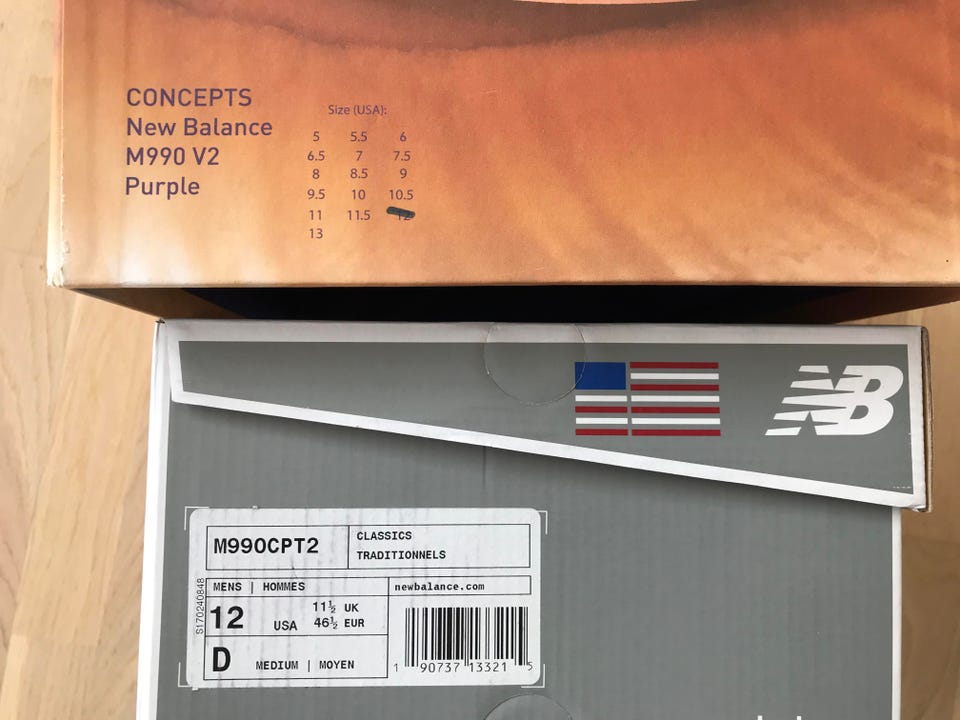 CONCEPTS
New Balance
M990 V2
Purple
Size (USA):
5 5.5 6
6.5 7 7.5
8 8.5 9
9.5 10 10.5
11 11.5 12
13
NB
M990CPT2
CLASSICS
TRADITIONNELS
MENS | HOMMES
newbalance.com
12 USA
11½ UK
46½ EUR
D MEDIUM | MOYEN
S170240848
1 90737 13321 5